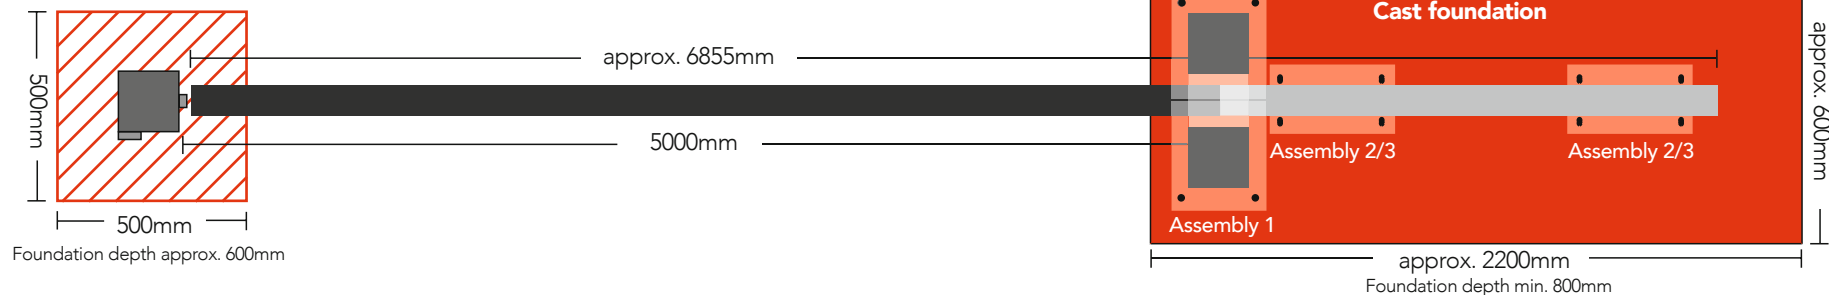 Cast foundation
approx. 6855mm
500mm
5000mm
approx. 600mm
Assembly 2/3
Assembly 2/3
500mm
Assembly 1
Foundation depth approx. 600mm
approx. 2200mm
Foundation depth min. 800mm